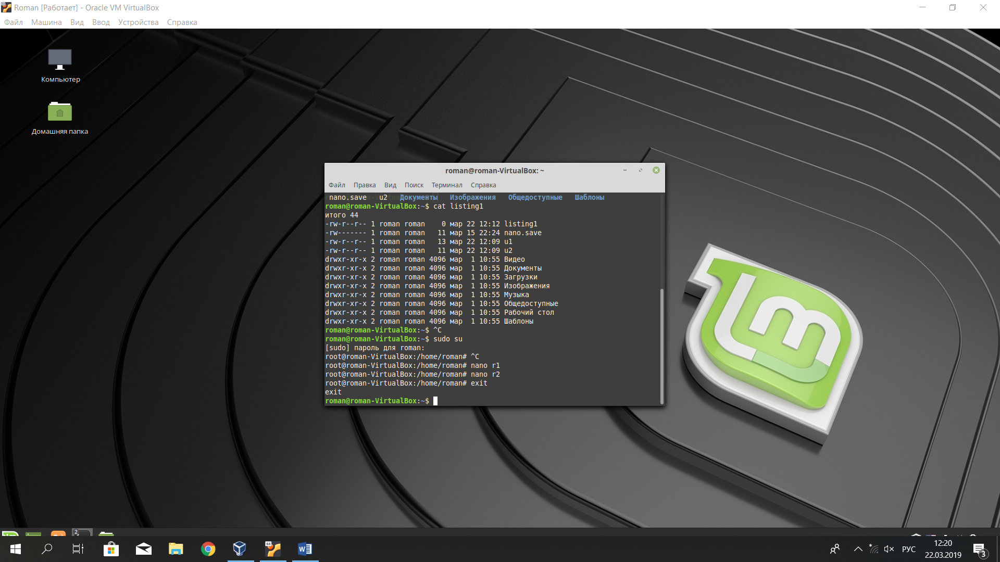 Roman [Работает] - Oracle VM VirtualBox
Файл Машина Вид Ввод Устройства Справка
Компьютер
Домашняя папка
roman@roman-VirtualBox: ~
Файл Правка Вид Поиск Терминал Справка
nano.save u2 Документы Изображения Общедоступные Шаблоны
roman@roman-VirtualBox:~$ cat listing1
итого 44
-rw-r--r-- 1 roman roman 0 мар 22 12:12 listing1
-rw------- 1 roman roman 11 мар 15 22:24 nano.save
-rw-r--r-- 1 roman roman 13 мар 22 12:09 u1
-rw-r--r-- 1 roman roman 11 мар 22 12:09 u2
drwxr-xr-x 2 roman roman 4096 мар 1 10:55 Видео
drwxr-xr-x 2 roman roman 4096 мар 1 10:55 Документы
drwxr-xr-x 2 roman roman 4096 мар 1 10:55 Загрузки
drwxr-xr-x 2 roman roman 4096 мар 1 10:55 Изображения
drwxr-xr-x 2 roman roman 4096 мар 1 10:55 Музыка
drwxr-xr-x 2 roman roman 4096 мар 1 10:55 Общедоступные
drwxr-xr-x 2 roman roman 4096 мар 1 10:55 Рабочий стол
drwxr-xr-x 2 roman roman 4096 мар 1 10:55 Шаблоны
roman@roman-VirtualBox:~$ ^C
roman@roman-VirtualBox:~$ sudo su
[sudo] пароль для roman:
root@roman-VirtualBox:/home/roman# ^C
root@roman-VirtualBox:/home/roman# nano r1
root@roman-VirtualBox:/home/roman# nano r2
root@roman-VirtualBox:/home/roman# exit
exit
roman@roman-VirtualBox:~$
lm
2
64
W
РУС
12:20
22.03.2019
3